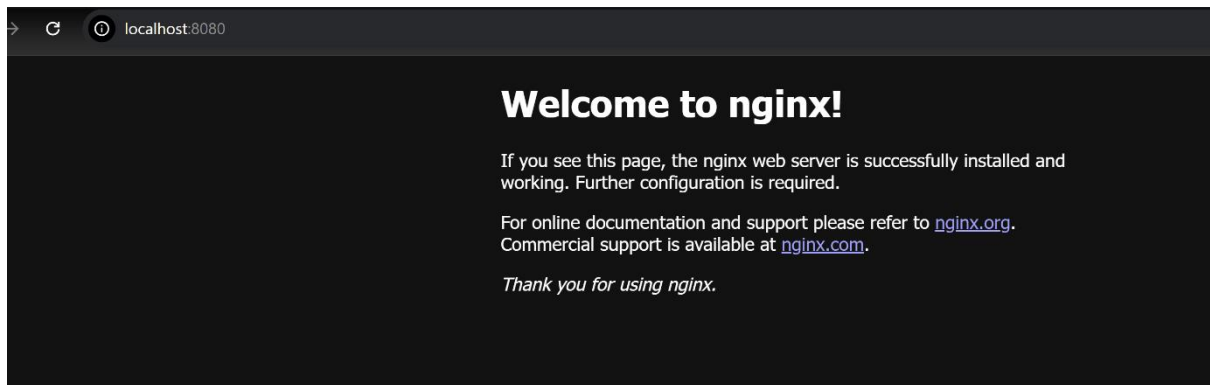 localhost:8080
Welcome to nginx!
If you see this page, the nginx web server is successfully installed and
working. Further configuration is required.
For online documentation and support please refer to nginx.org.
Commercial support is available at nginx.com.
Thank you for using nginx.